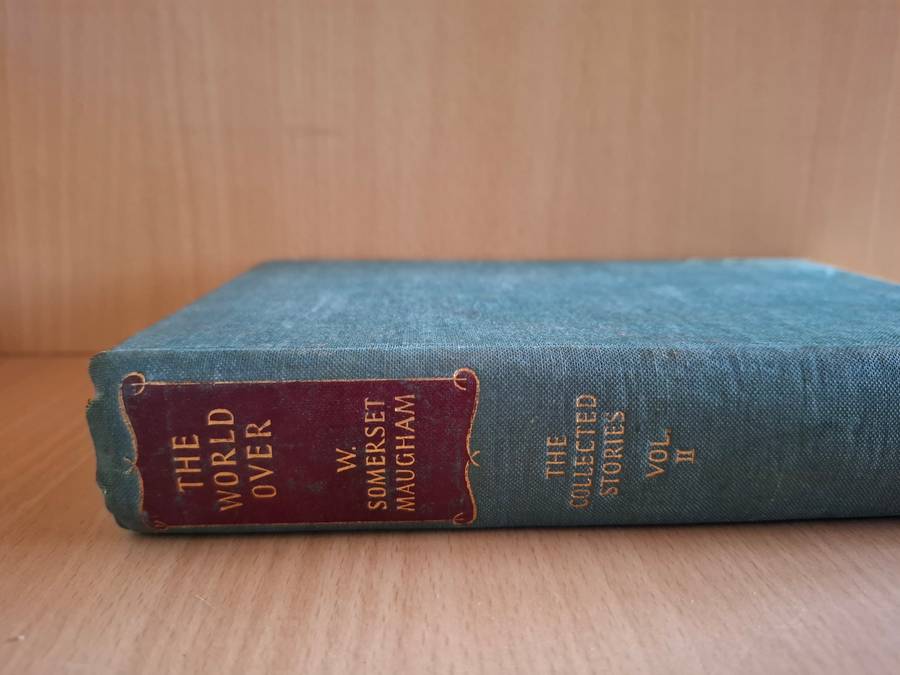 THE
WORLD
OVER
W.
SOMERSET
MAUGHAM
THE
COLLECTED
STORIES
VOL.
II